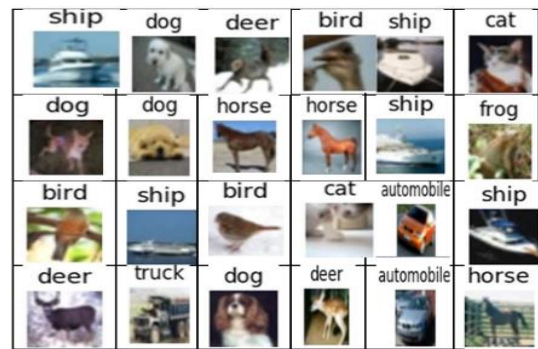 ship dog deer bird ship cat
dog dog horse horse ship frog
bird ship bird cat automobile ship
deer truck dog deer automobile horse